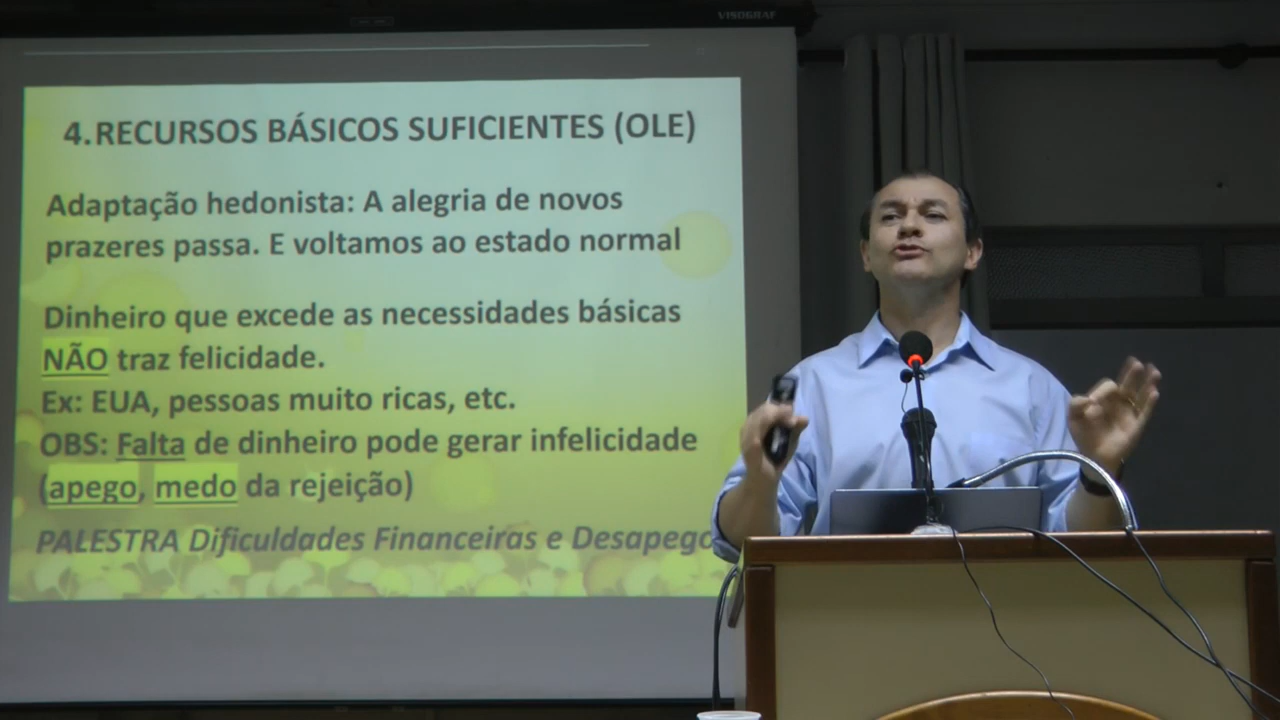 VISOGRAF
4. RECURSOS BÁSICOS SUFICIENTES (OLE)
Adaptação hedonista: A alegria de novos
prazeres passa. E voltamos ao estado normal
Dinheiro que excede as necessidades básicas
NÃO traz felicidade.
Ex: EUA, pessoas muito ricas, etc.
OBS: Falta de dinheiro pode gerar infelicidade
(apego, medo da rejeição)
PALESTRA Dificuldades Financeiras e Desapego